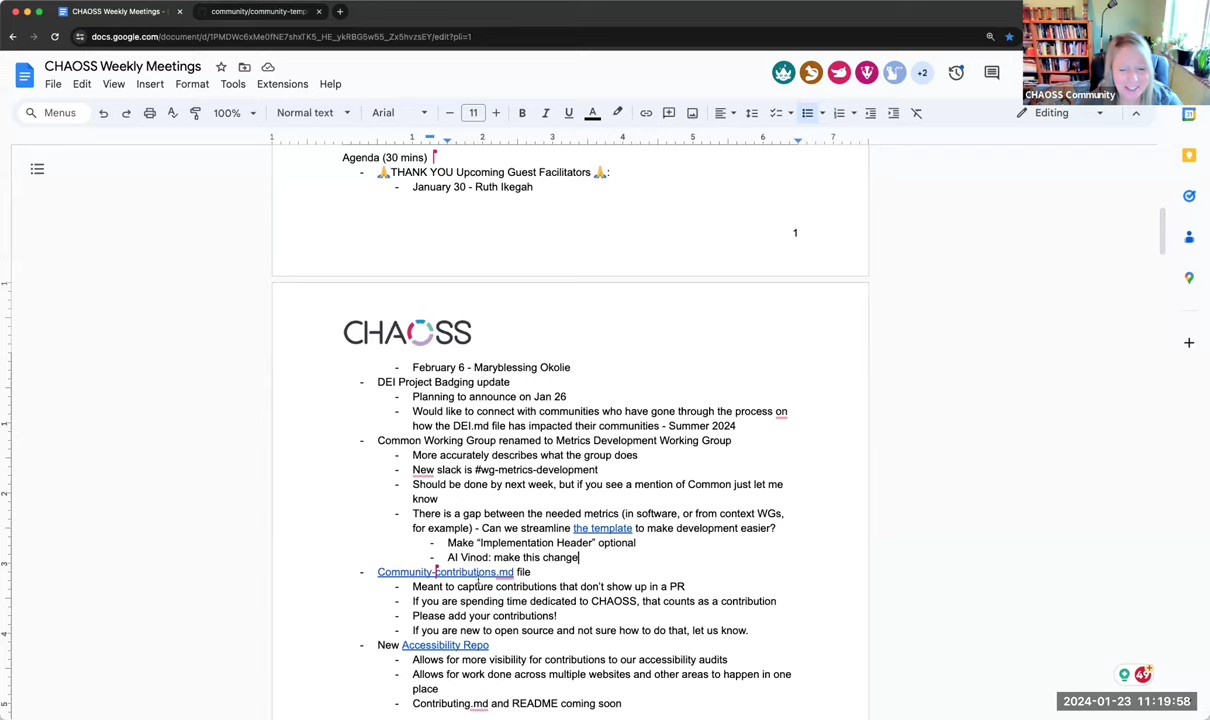 CHAOSS Weekly Meetings -
community/community-temp
docs.google.com/document/d/1PMDWc6xMe0fNE7shxTK5_HE_ykRBG5w55_Zx5hvzsEY/edit?pli=1
CHAOSS Weekly Meetings
File Edit View Insert Format Tools Extensions Help
+2
CHAOSS Community
Menus 100% Normal text Arial 11 Editing
1 1 2 3 4 5 6 7
Agenda (30 mins)
- 🙏THANK YOU Upcoming Guest Facilitators 🙏:
- January 30 - Ruth Ikegah
1
CHAOSS
- February 6 - Maryblessing Okolie
- DEI Project Badging update
- Planning to announce on Jan 26
- Would like to connect with communities who have gone through the process on
how the DEI.md file has impacted their communities - Summer 2024
- Common Working Group renamed to Metrics Development Working Group
- More accurately describes what the group does
- New slack is #wg-metrics-development
- Should be done by next week, but if you see a mention of Common just let me
know
- There is a gap between the needed metrics (in software, or from context WGs,
for example) - Can we streamline the template to make development easier?
- Make “Implementation Header” optional
- AI Vinod: make this change
- Community-contributions.md file
- Meant to capture contributions that don’t show up in a PR
- If you are spending time dedicated to CHAOSS, that counts as a contribution
- Please add your contributions!
- If you are new to open source and not sure how to do that, let us know.
- New Accessibility Repo
- Allows for more visibility for contributions to our accessibility audits
- Allows for work done across multiple websites and other areas to happen in one
place
- Contributing.md and README coming soon
49
2024-01-23 11:19:58